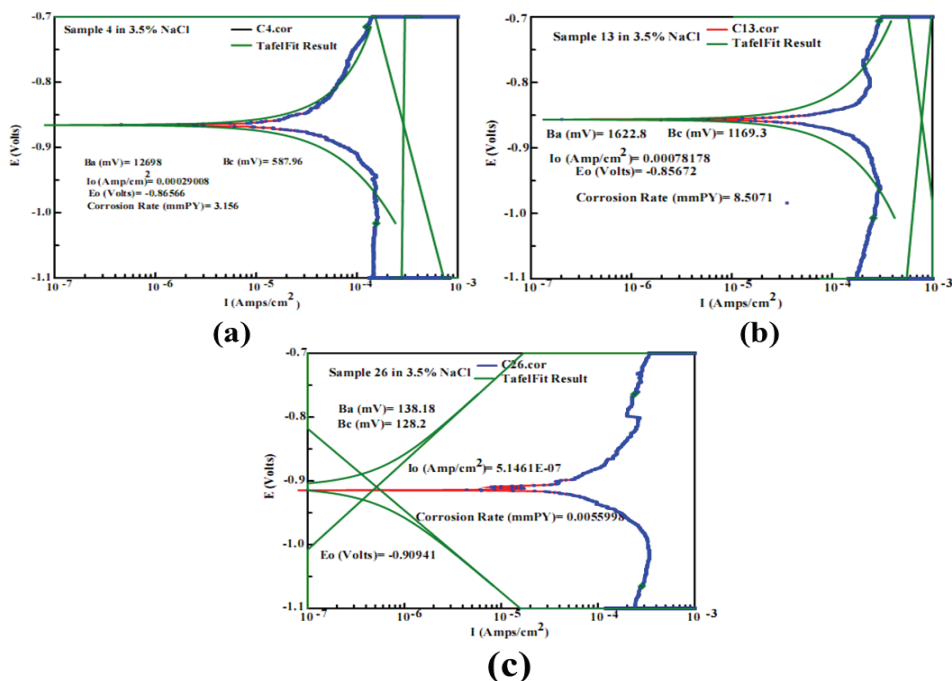 Sample 4 in 3.5% NaCl
C4.cor
TafelFit Result
Ba (mV) = 12698
Bc (mV) = 587.96
Io (Amp/cm2)= 0.00029008
Eo (Volts)= -0.86566
Corrosion Rate (mmPY) = 3.156
E (Volts)
-0.7
-0.8
-0.9
-1.0
-1.1
10-7
10-6
10-5
10-4
10-3
I (Amps/cm2)
(a)
Sample 13 in 3.5% NaCl
C13.cor
TafelFit Result
Ba (mV) = 1622.8
Bc (mV) = 1169.3
Io (Amp/cm2)= 0.00078178
Eo (Volts)= -0.85672
Corrosion Rate (mmPY) = 8.5071
E (Volts)
-0.7
-0.8
-0.9
-1.0
-1.1
10-7
10-6
10-5
10-4
10-3
I (Amps/cm2)
(b)
Sample 26 in 3.5% NaCl
C26.cor
TafelFit Result
Ba (mV)= 138.18
Bc (mV)= 128.2
Io (Amp/cm2)= 5.1461E-07
Corrosion Rate (mmPY)= 0.0055998
Eo (Volts)= -0.90941
E (Volts)
-0.7
-0.8
-0.9
-1.0
-1.1
10-7
10-6
10-5
10-4
10-3
I (Amps/cm2)
(c)